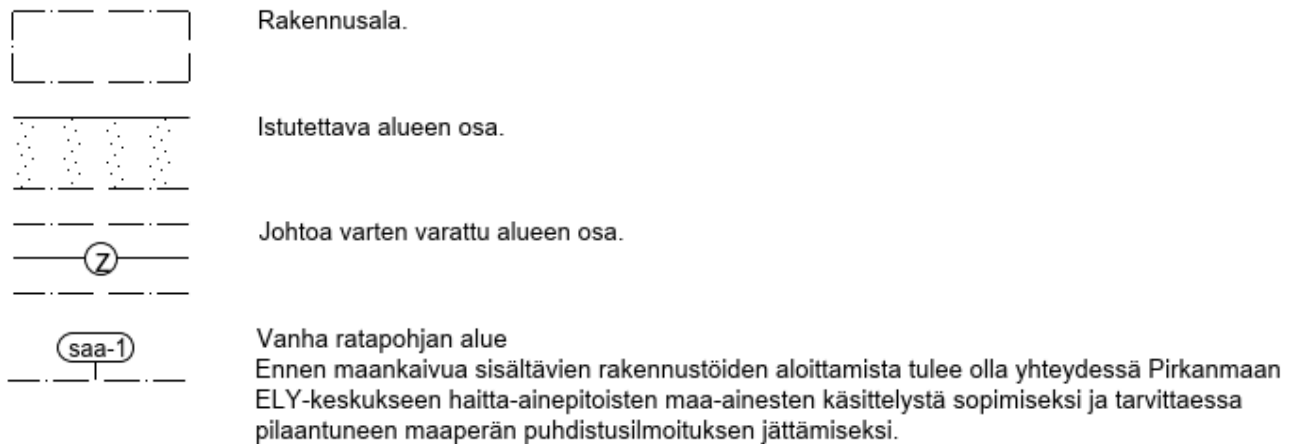 Rakennusala.
Istutettava alueen osa.
Johtoa varten varattu alueen osa.
Z
saa-1
Vanha ratapohjan alue
Ennen maankaivua sisältävien rakennustöiden aloittamista tulee olla yhteydessä Pirkanmaan
ELY-keskukseen haitta-ainepitoisten maa-ainesten käsittelystä sopimiseksi ja tarvittaessa
pilaantuneen maaperän puhdistusilmoituksen jättämiseksi.